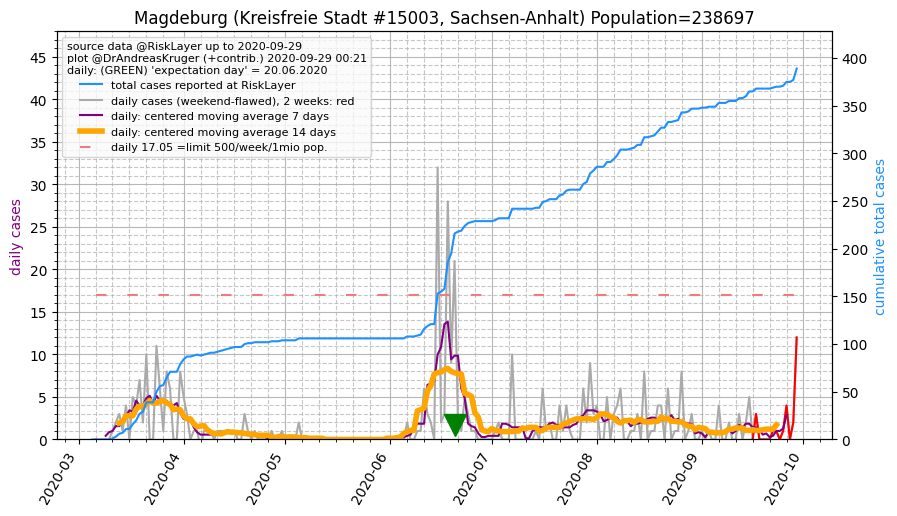 Magdeburg (Kreisfreie Stadt #15003, Sachsen-Anhalt) Population=238697
source data @RiskLayer up to 2020-09-29
plot @DrAndreasKruger (+contrib.) 2020-09-29 00:21
daily: (GREEN) 'expectation day' = 20.06.2020
total cases reported at RiskLayer
daily cases (weekend-flawed), 2 weeks: red
daily: centered moving average 7 days
daily: centered moving average 14 days
daily 17.05 =limit 500/week/1mio pop.
daily cases
45
40
35
30
25
20
15
10
5
0
400
350
300
250
200
150
100
50
0
cumulative total cases
2020-03
2020-04
2020-05
2020-06
2020-07
2020-08
2020-09
2020-10